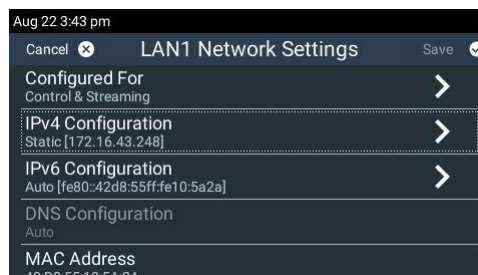 Aug 22 3:43 pm
Cancel LAN1 Network Settings Save
Configured For
Control & Streaming
IPv4 Configuration
Static [172.16.43.248]
IPv6 Configuration
Auto [fe80::42d8:55ff:fe10:5a2a]
DNS Configuration
Auto
MAC Address